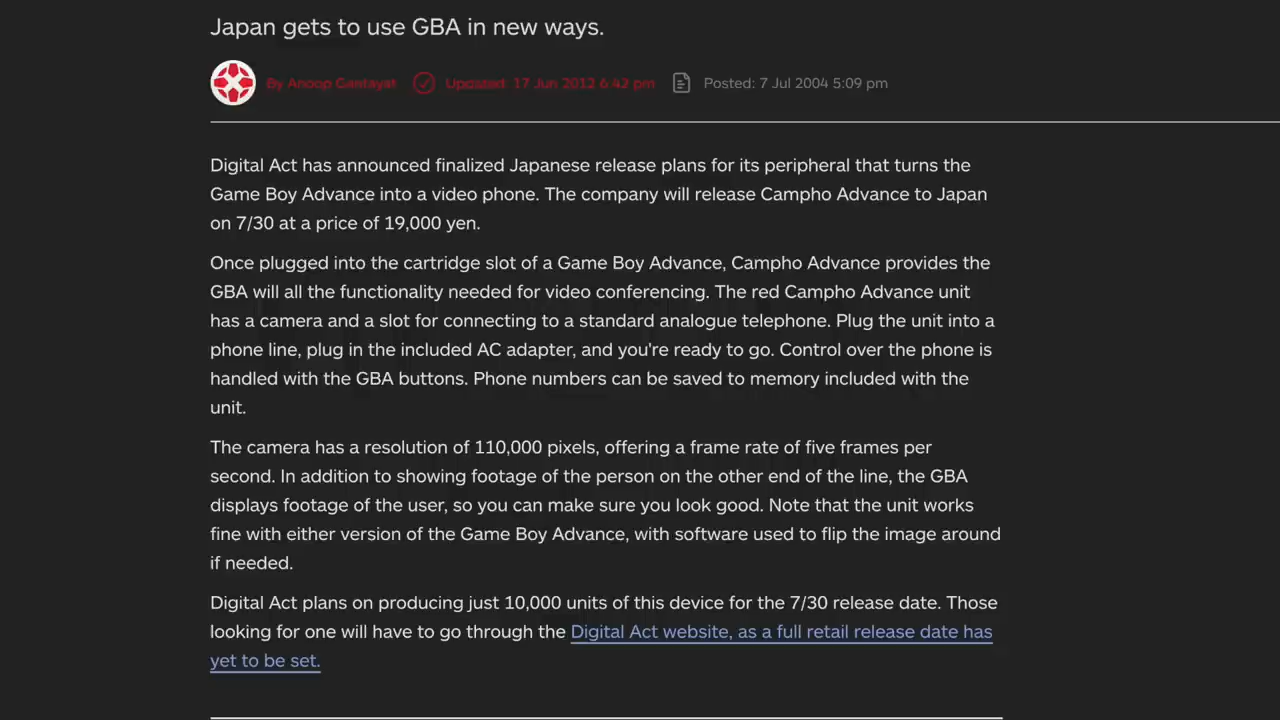 Japan gets to use GBA in new ways.
By Anoop Gantayat Updated: 17 Jun 2012 6:42 pm Posted: 7 Jul 2004 5:09 pm
Digital Act has announced finalized Japanese release plans for its peripheral that turns the
Game Boy Advance into a video phone. The company will release Campho Advance to Japan
on 7/30 at a price of 19,000 yen.
Once plugged into the cartridge slot of a Game Boy Advance, Campho Advance provides the
GBA will all the functionality needed for video conferencing. The red Campho Advance unit
has a camera and a slot for connecting to a standard analogue telephone. Plug the unit into a
phone line, plug in the included AC adapter, and you're ready to go. Control over the phone is
handled with the GBA buttons. Phone numbers can be saved to memory included with the
unit.
The camera has a resolution of 110,000 pixels, offering a frame rate of five frames per
second. In addition to showing footage of the person on the other end of the line, the GBA
displays footage of the user, so you can make sure you look good. Note that the unit works
fine with either version of the Game Boy Advance, with software used to flip the image around
if needed.
Digital Act plans on producing just 10,000 units of this device for the 7/30 release date. Those
looking for one will have to go through the Digital Act website, as a full retail release date has
yet to be set.